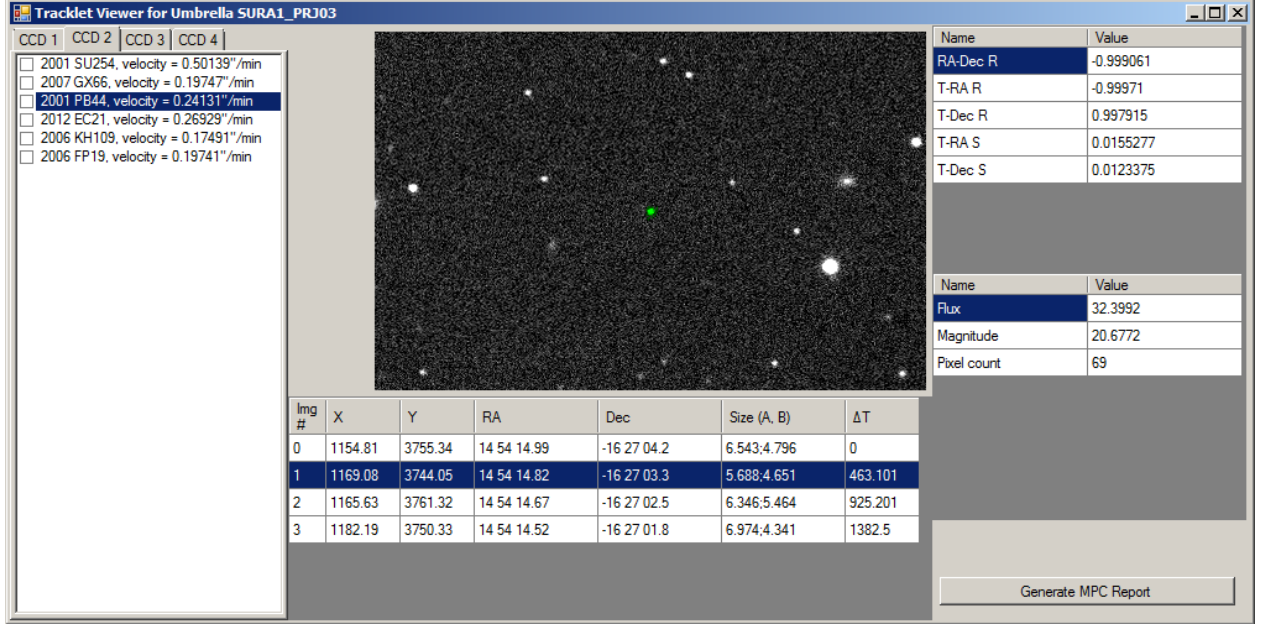 Tracklet Viewer for Umbrella SURA1_PRJ03
CCD 1 CCD 2 CCD 3 CCD 4
2001 SU254, velocity = 0.50139"/min
2007 GX66, velocity = 0.19747"/min
2001 PB44, velocity = 0.24131"/min
2012 EC21, velocity = 0.26929"/min
2006 KH109, velocity = 0.17491"/min
2006 FP19, velocity = 0.19741"/min
Name Value
RA-Dec R -0.999061
T-RA R -0.99971
T-Dec R 0.997915
T-RA S 0.0155277
T-Dec S 0.0123375
Name Value
Flux 32.3992
Magnitude 20.6772
Pixel count 69
Img # X Y RA Dec Size (A, B) ΔT
0 1154.81 3755.34 14 54 14.99 -16 27 04.2 6.543;4.796 0
1 1169.08 3744.05 14 54 14.82 -16 27 03.3 5.688;4.651 463.101
2 1165.63 3761.32 14 54 14.67 -16 27 02.5 6.346;5.464 925.201
3 1182.19 3750.33 14 54 14.52 -16 27 01.8 6.974;4.341 1382.5
Generate MPC Report